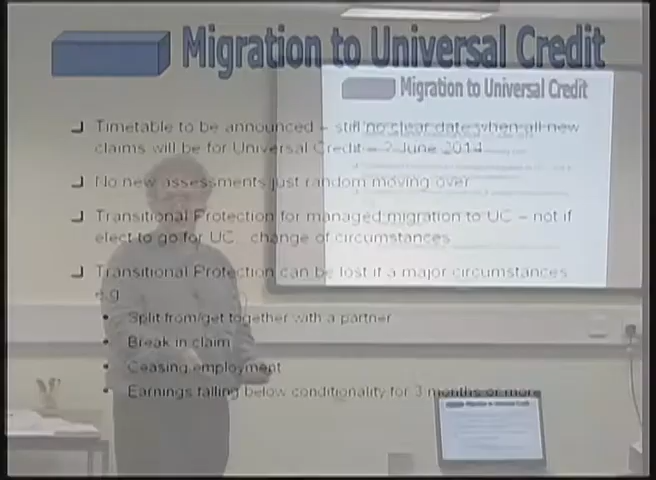 Migration to Universal Credit
Migration to Universal Credit
Timetable to be announced – still no clear date when all new
claims will be for Universal Credit – ? June 2014
No new assessments just random moving over
Transitional Protection for managed migration to UC – not if
elect to go for UC, change of circumstances
Transitional Protection can be lost if a major circumstances
e.g
Split from/get together with a partner
Break in claim
Ceasing employment
Earnings falling below conditionality for 3 months or more
Migration to Universal Credit